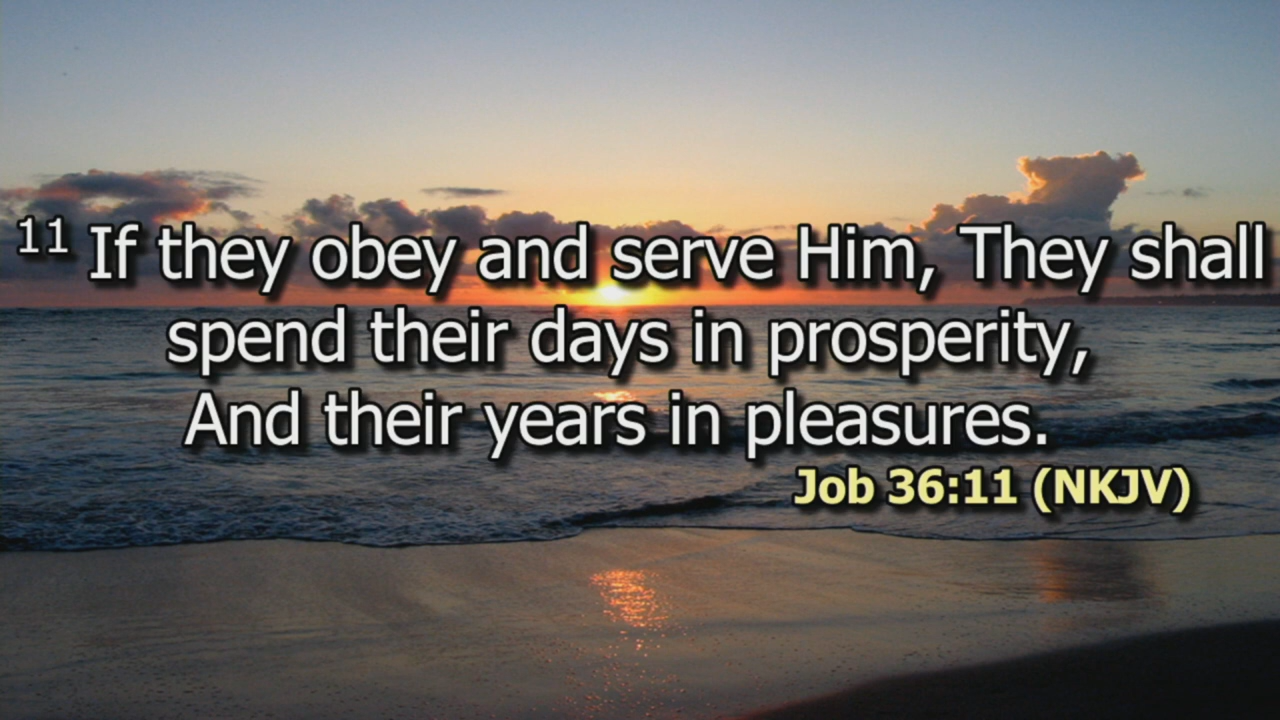 11 If they obey and serve Him, They shall
spend their days in prosperity,
And their years in pleasures.
Job 36:11 (NKJV)